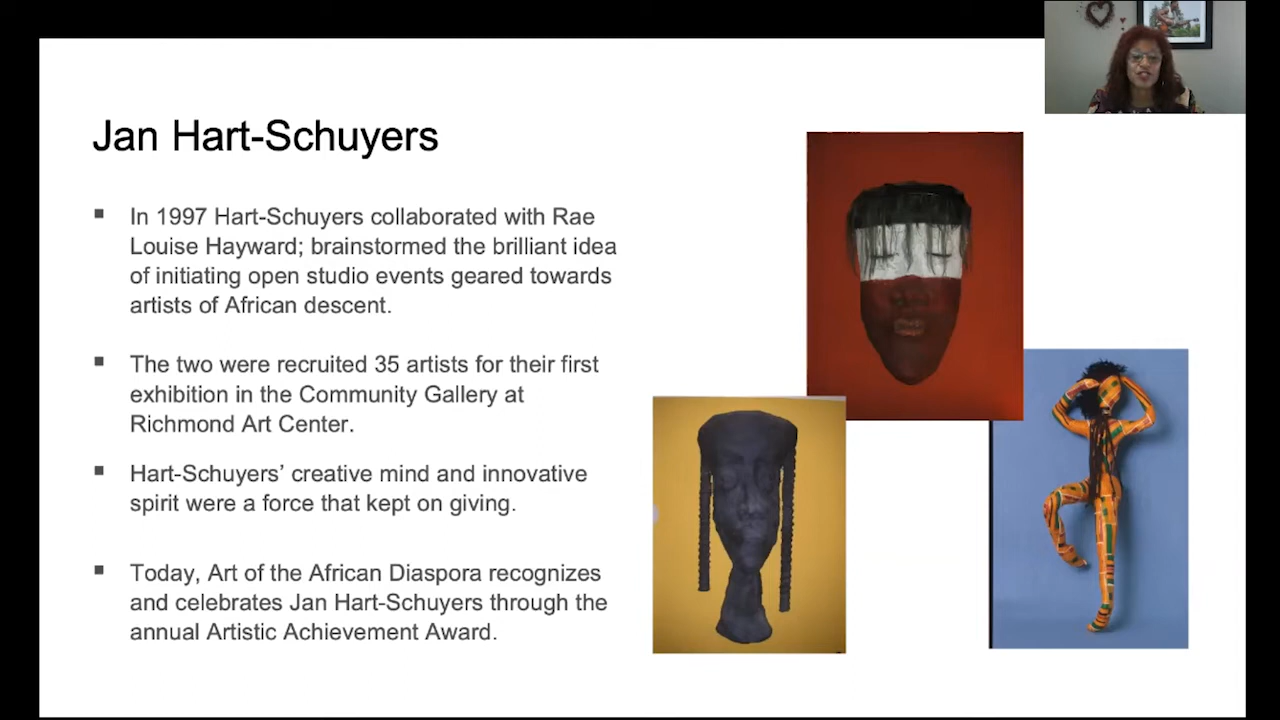 Jan Hart-Schuyers
▪ In 1997 Hart-Schuyers collaborated with Rae
Louise Hayward; brainstormed the brilliant idea
of initiating open studio events geared towards
artists of African descent.
▪ The two were recruited 35 artists for their first
exhibition in the Community Gallery at
Richmond Art Center.
▪ Hart-Schuyers’ creative mind and innovative
spirit were a force that kept on giving.
▪ Today, Art of the African Diaspora recognizes
and celebrates Jan Hart-Schuyers through the
annual Artistic Achievement Award.